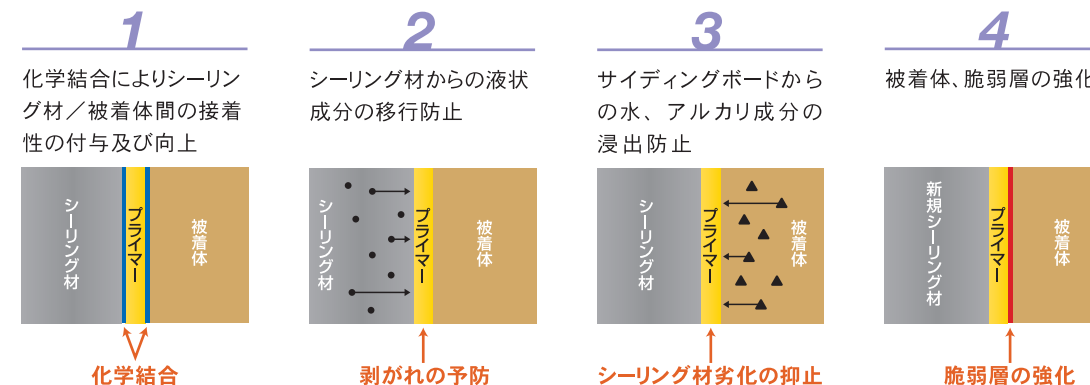 1
化学結合によりシーリン
グ材／被着体間の接着
性の付与及び向上
シーリング材
プライマー
被着体
化学結合
2
シーリング材からの液状
成分の移行防止
シーリング材
プライマー
被着体
剥がれの予防
3
サイディングボードから
の水、アルカリ成分の
浸出防止
シーリング材
プライマー
被着体
シーリング材劣化の抑止
4
被着体、脆弱層の強化
新規シーリング材
プライマー
被着体
脆弱層の強化